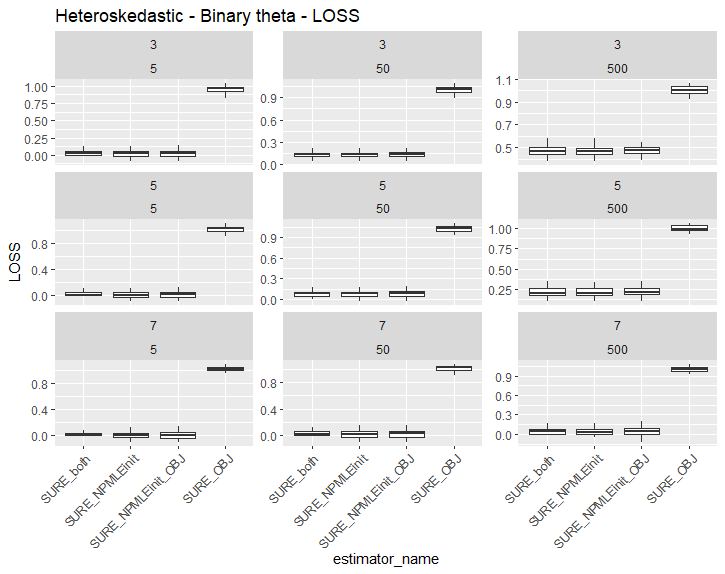 Heteroskedastic - Binary theta - LOSS
3 3 3
5 50 500
1.00 0.75 0.50 0.25 0.00
0.9 0.6 0.3 0.0
1.1 0.9 0.7 0.5
5 5 5
5 50 500
0.8 0.4 0.0
0.9 0.6 0.3 0.0
1.00 0.75 0.50 0.25
7 7 7
5 50 500
0.8 0.4 0.0
0.8 0.4 0.0
0.9 0.6 0.3 0.0
LOSS
SURE_both SURE_NPMLEinit SURE_NPMLEinit_OBJ SURE_OBJ
SURE_both SURE_NPMLEinit SURE_NPMLEinit_OBJ SURE_OBJ
SURE_both SURE_NPMLEinit SURE_NPMLEinit_OBJ SURE_OBJ
estimator_name